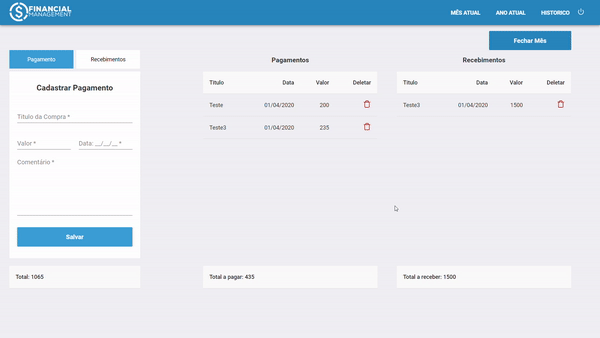 FINANCIAL
MANAGEMENT
MÊS ATUAL
ANO ATUAL
HISTORICO
Fechar Mês
Pagamento
Recebimentos
Cadastrar Pagamento
Título da Compra *
Valor *
Data: __/__/__ *
Comentário *
Salvar
Total: 1065
Pagamentos
Titulo Data Valor Deletar
Teste 01/04/2020 200
Teste3 01/04/2020 235
Total a pagar: 435
Recebimentos
Titulo Data Valor Deletar
Teste3 01/04/2020 1500
Total a receber: 1500